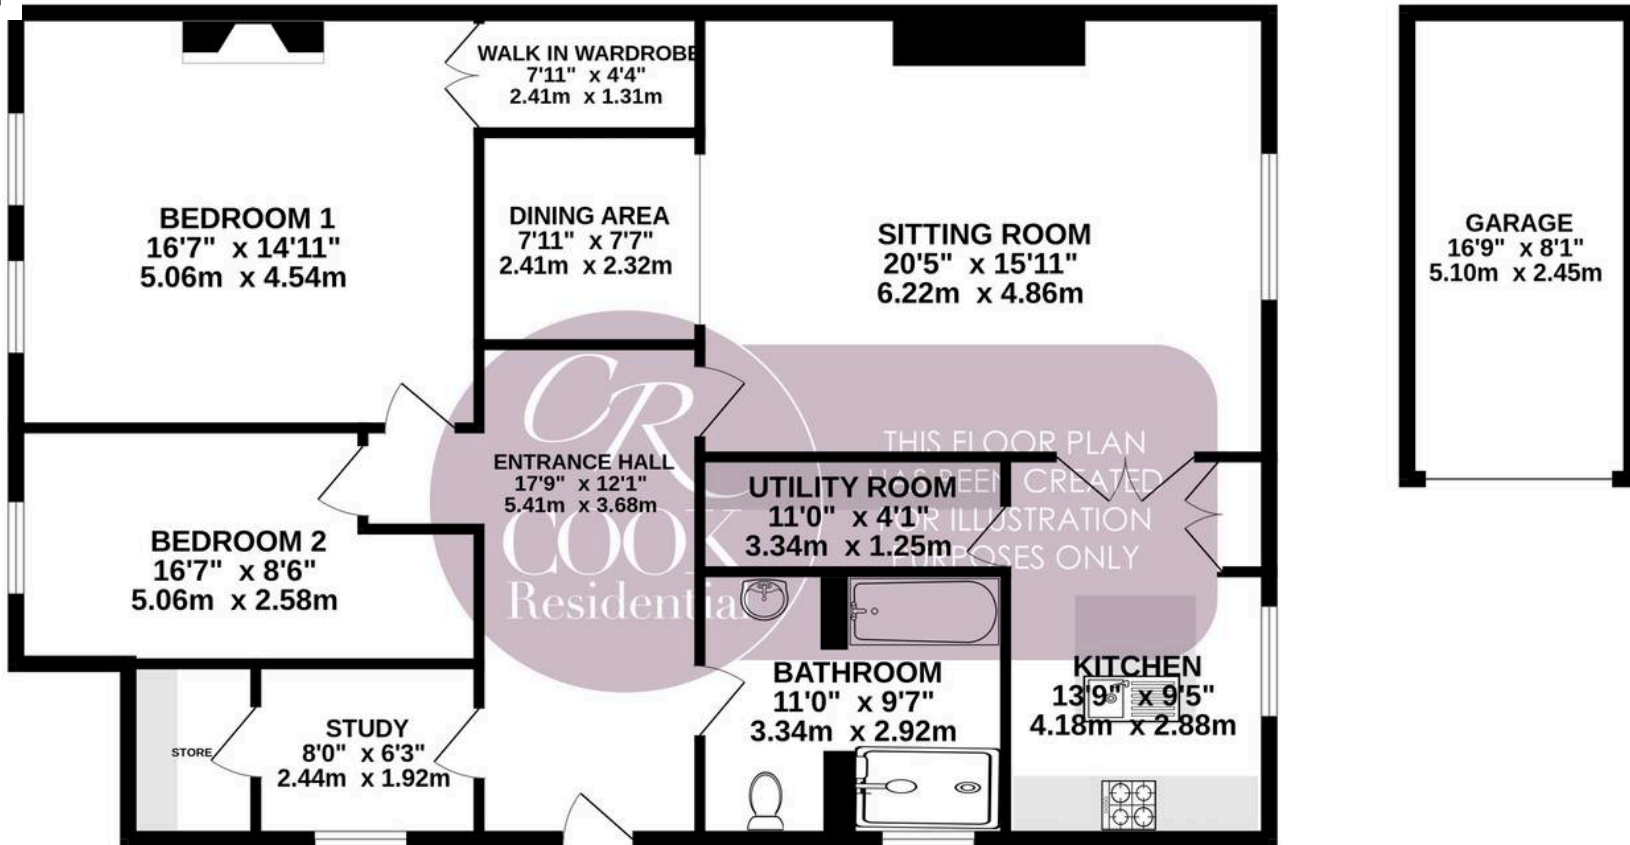 WALK IN WARDROBE
7'11" x 4'4"
2.41m x 1.31m
BEDROOM 1
16'7" x 14'11"
5.06m x 4.54m
DINING AREA
7'11" x 7'7"
2.41m x 2.32m
SITTING ROOM
20'5" x 15'11"
6.22m x 4.86m
GARAGE
16'9" x 8'1"
5.10m x 2.45m
CR
COOK
Residential
THIS FLOOR PLAN
HAS BEEN CREATED
FOR ILLUSTRATION
PURPOSES ONLY
ENTRANCE HALL
17'9" x 12'1"
5.41m x 3.68m
UTILITY ROOM
11'0" x 4'1"
3.34m x 1.25m
BEDROOM 2
16'7" x 8'6"
5.06m x 2.58m
BATHROOM
11'0" x 9'7"
3.34m x 2.92m
KITCHEN
13'9" x 9'5"
4.18m x 2.88m
STORE
STUDY
8'0" x 6'3"
2.44m x 1.92m